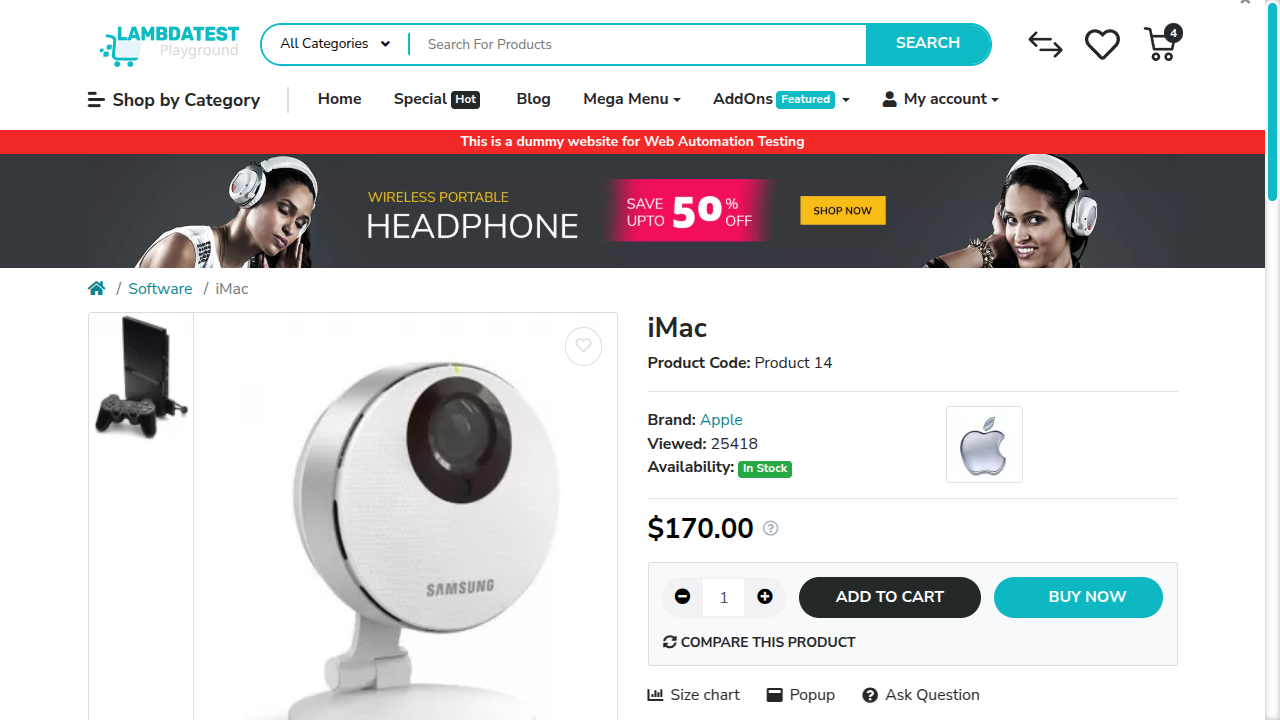 LAMBDATEST
Playground
All Categories
Search For Products
SEARCH
4
Shop by Category
Home
Special Hot
Blog
Mega Menu
AddOns Featured
My account
This is a dummy website for Web Automation Testing
WIRELESS PORTABLE
HEADPHONE
SAVE UPTO 50% OFF
SHOP NOW
/ Software / iMac
SAMSUNG
iMac
Product Code: Product 14
Brand: Apple
Viewed: 25418
Availability: In Stock
$170.00
1
ADD TO CART
BUY NOW
COMPARE THIS PRODUCT
Size chart
Popup
Ask Question